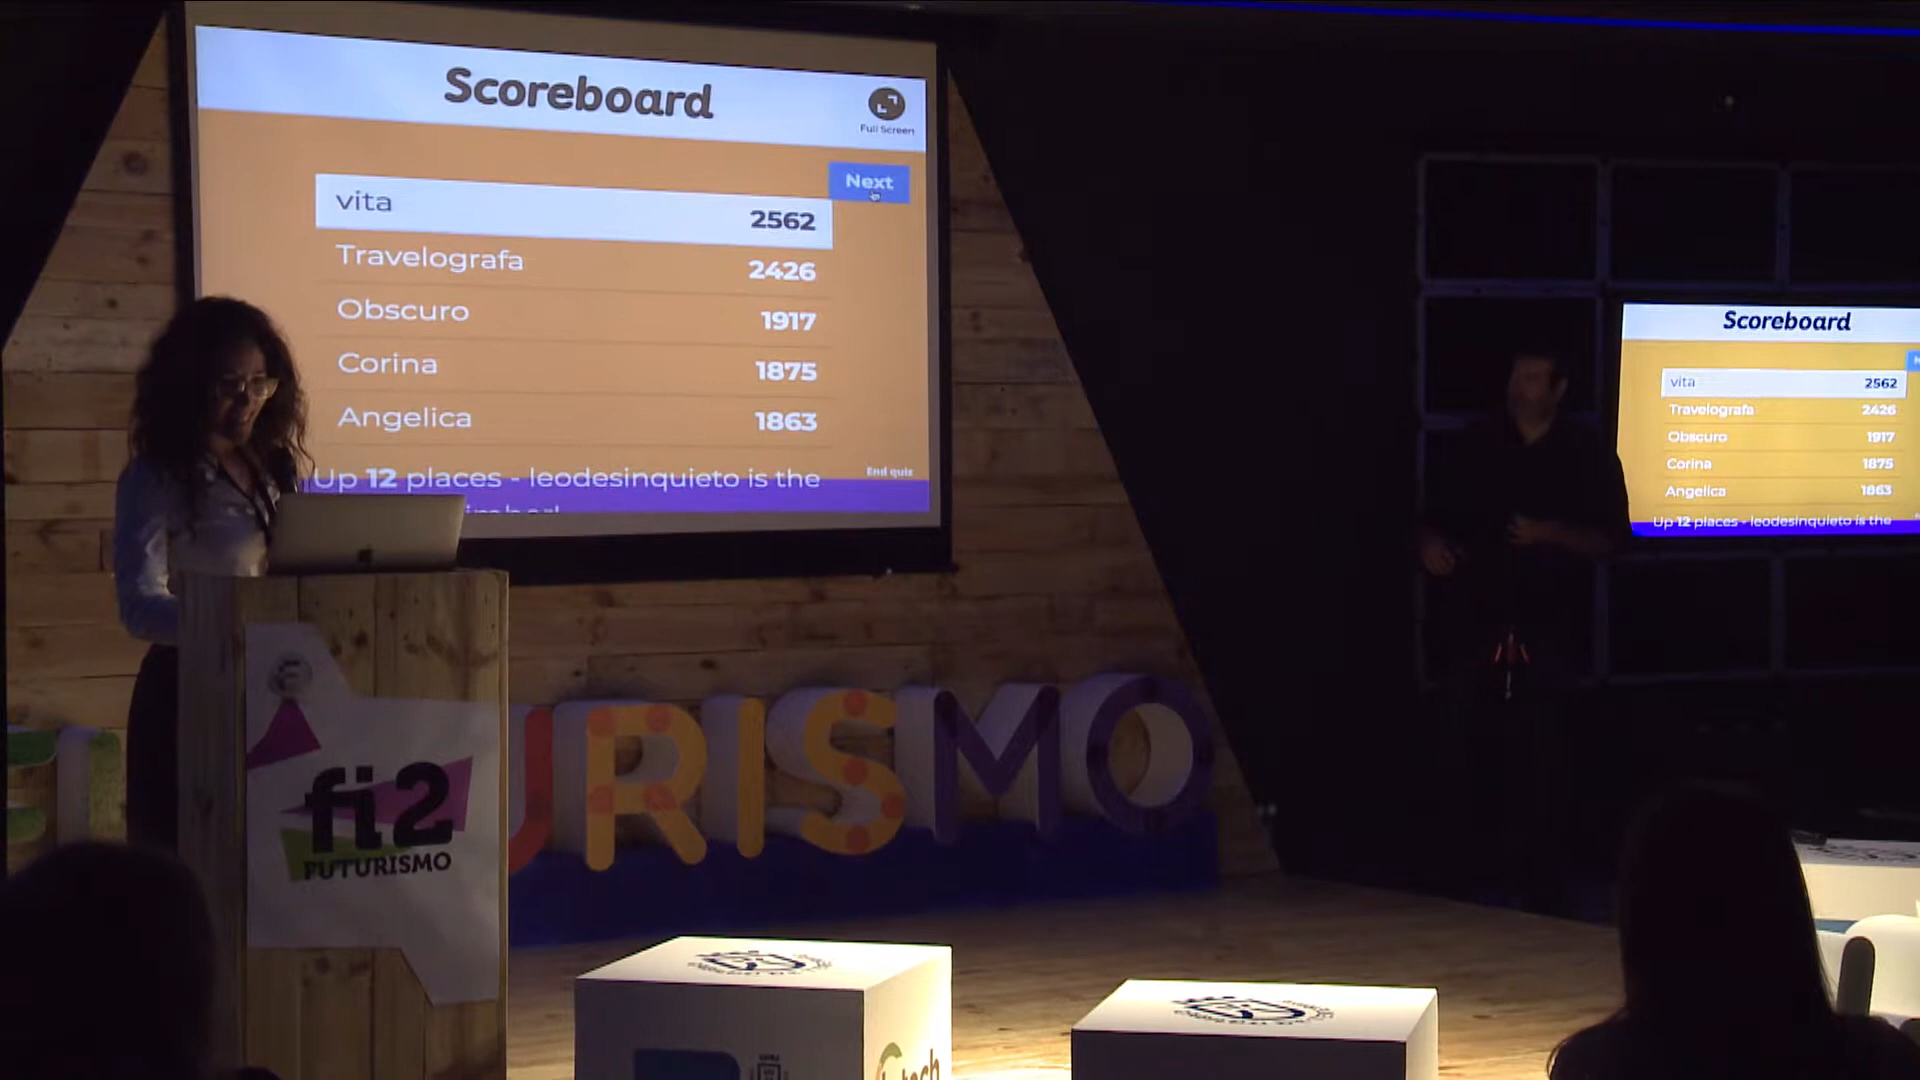 Scoreboard
Full Screen
Next
vita 2562
Travelografa 2426
Obscuro 1917
Corina 1875
Angelica 1863
Up 12 places - leodesinquieto is the
End quiz
Scoreboard
vita 2562
Travelografa 2426
Obscuro 1917
Corina 1875
Angelica 1863
Up 12 places - leodesinquieto is the
URISMO
fi2
FUTURISMO